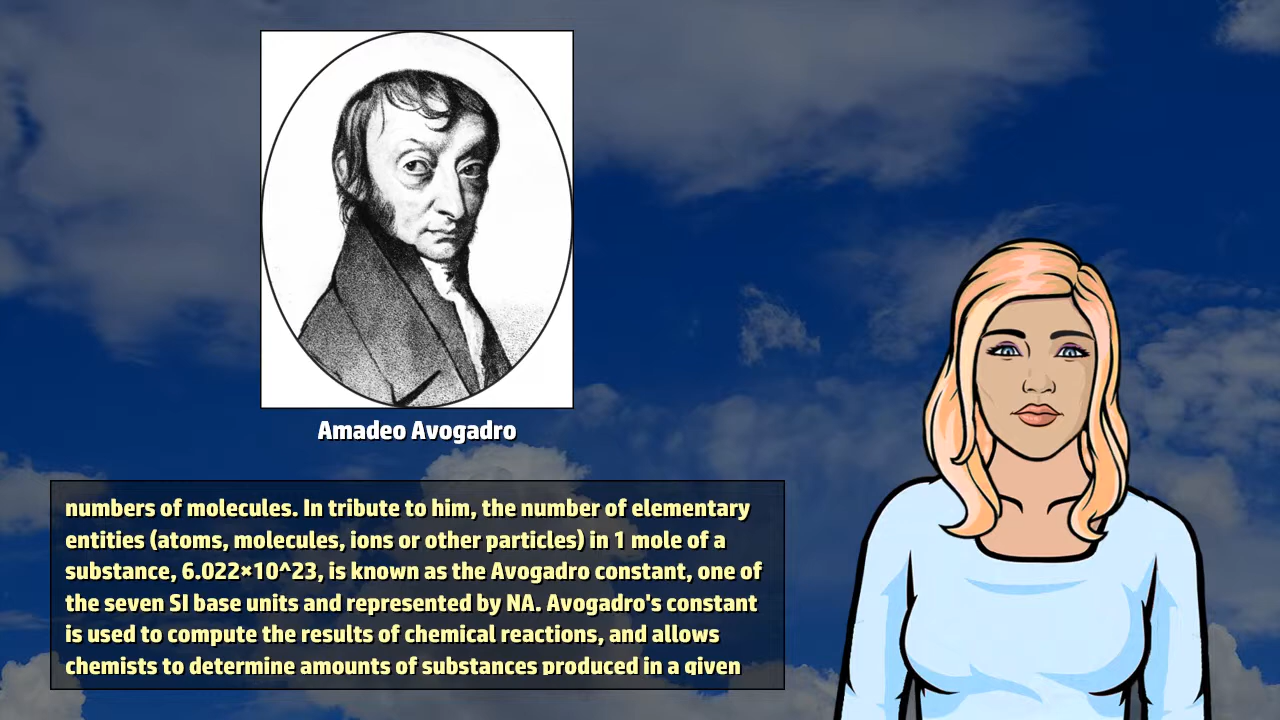 Amadeo Avogadro
numbers of molecules. In tribute to him, the number of elementary
entities (atoms, molecules, ions or other particles) in 1 mole of a
substance, 6.022×10^23, is known as the Avogadro constant, one of
the seven SI base units and represented by NA. Avogadro's constant
is used to compute the results of chemical reactions, and allows
chemists to determine amounts of substances produced in a given